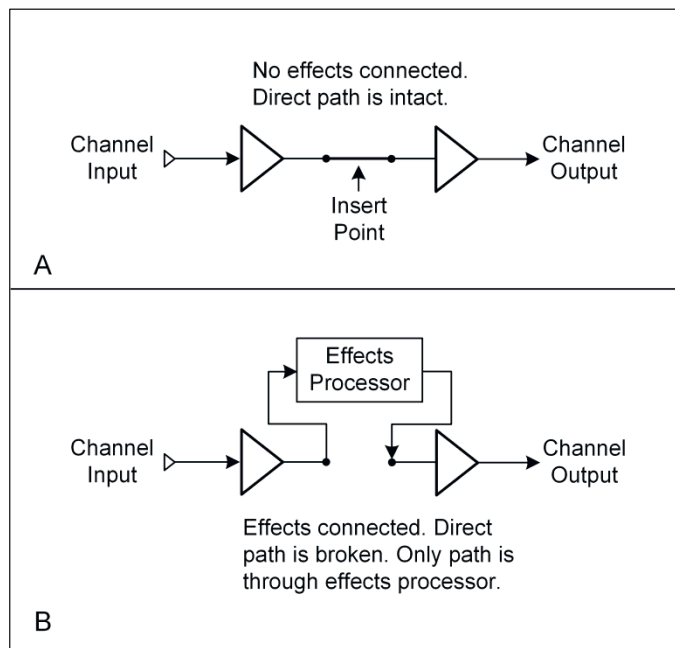 No effects connected.
Direct path is intact.
Channel
Input
Channel
Output
Insert
Point
A
Effects
Processor
Channel
Input
Channel
Output
Effects connected. Direct
path is broken. Only path is
through effects processor.
B